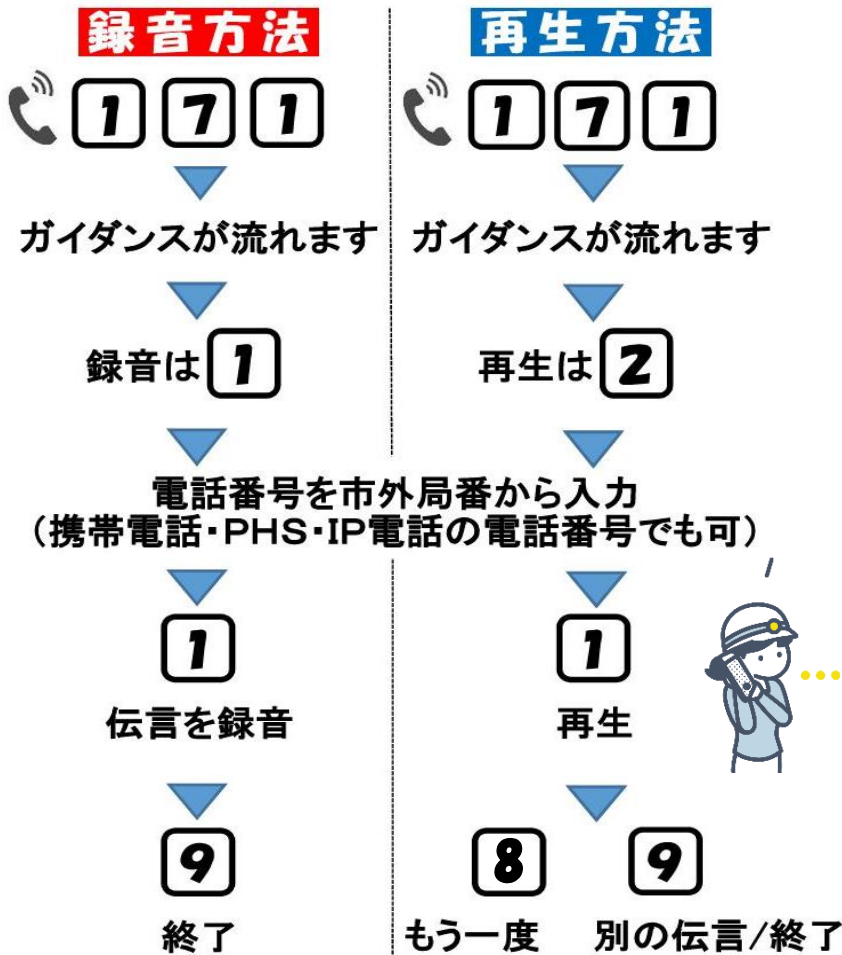 録音方法
171
ガイダンスが流れます
録音は1
再生方法
171
ガイダンスが流れます
再生は2
電話番号を市外局番から入力
（携帯電話・PHS・IP電話の電話番号でも可）
1
伝言を録音
9
終了
1
再生
8 9
もう一度 別の伝言/終了